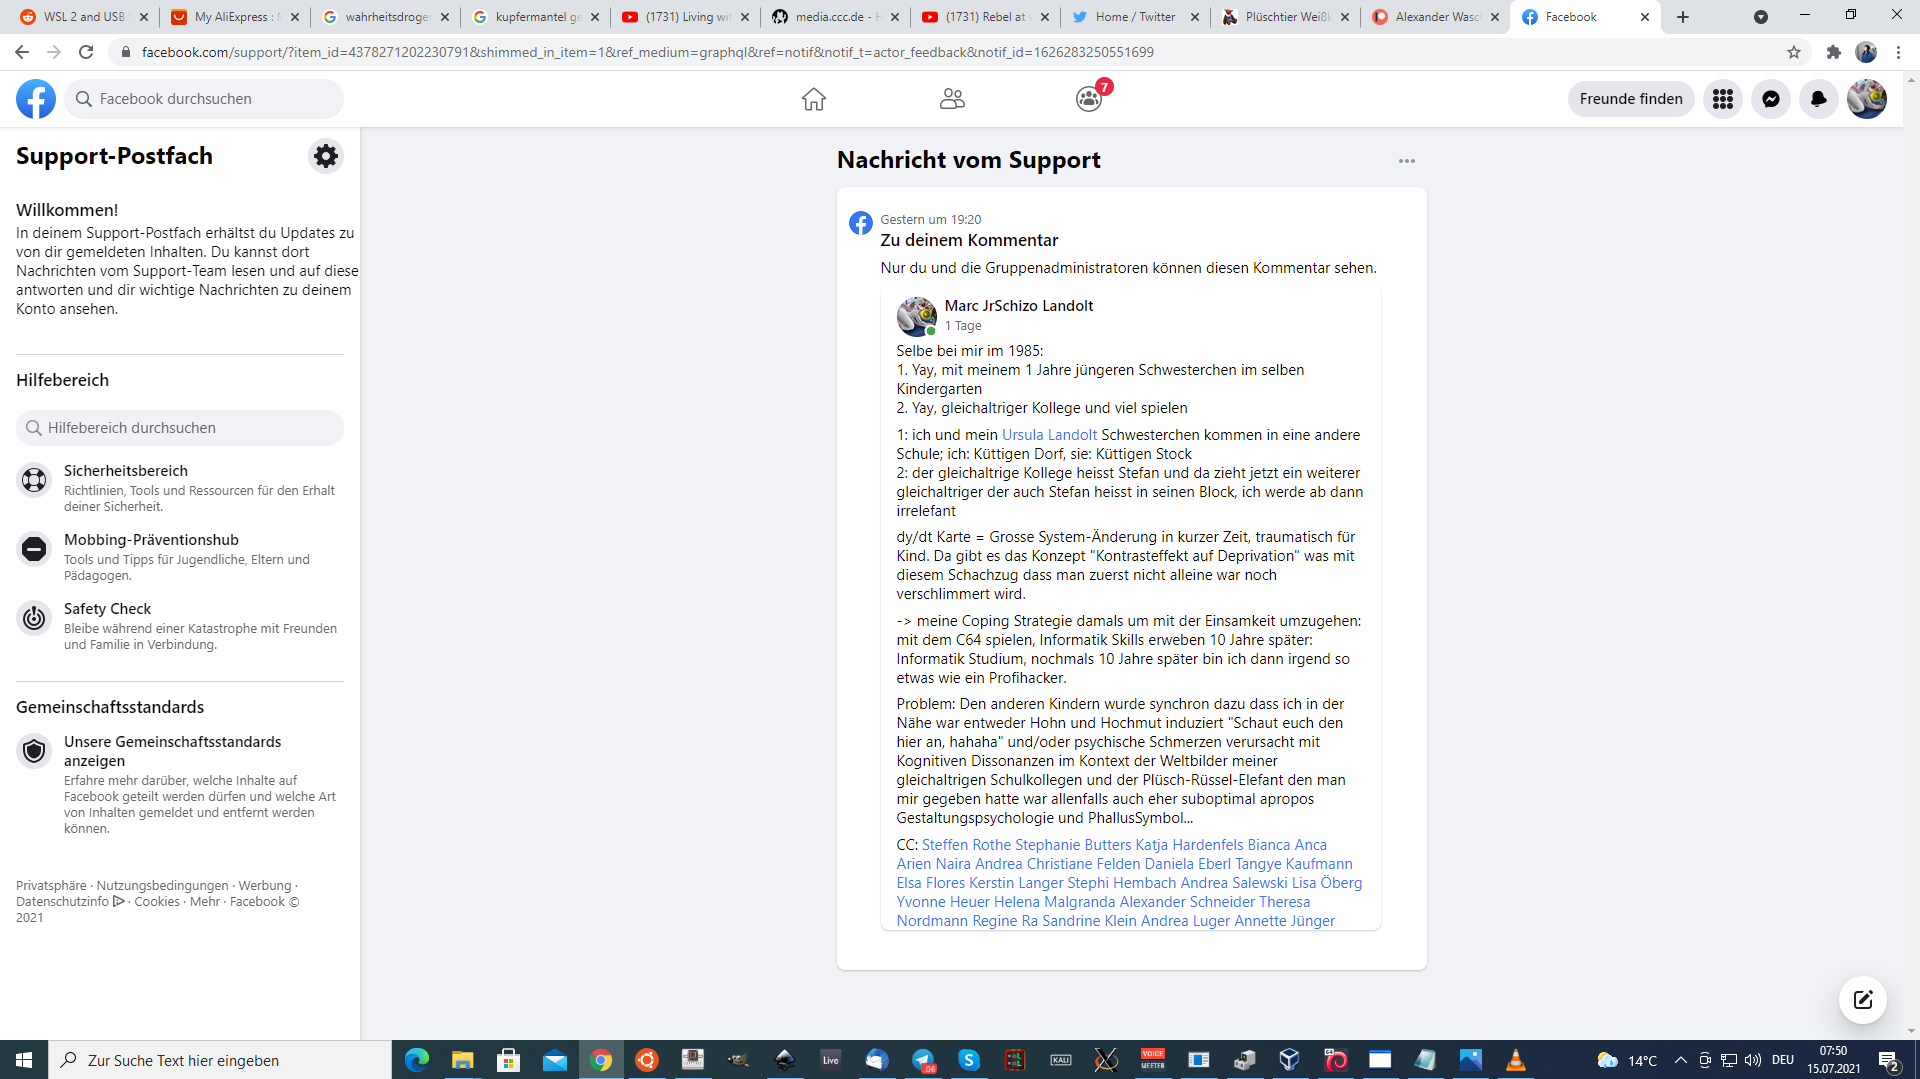 WSL 2 and USB
My AliExpress :
wahrheitsdroge
kupfermantel ge
(1731) Living wi
media.ccc.de -
(1731) Rebel at
Home / Twitter
Plüschtier Weiß
Alexander Wasc
Facebook
facebook.com/support/?item_id=4378271202230791&shimmed_in_item=1&ref_medium=graphql&ref=notif&notif_t=actor_feedback&notif_id=1626283250551699
Facebook durchsuchen
7
Freunde finden
Support-Postfach
Willkommen!
In deinem Support-Postfach erhältst du Updates zu
von dir gemeldeten Inhalten. Du kannst dort
Nachrichten vom Support-Team lesen und auf diese
antworten und dir wichtige Nachrichten zu deinem
Konto ansehen.
Hilfebereich
Hilfebereich durchsuchen
Sicherheitsbereich
Richtlinien, Tools und Ressourcen für den Erhalt
deiner Sicherheit.
Mobbing-Präventionshub
Tools und Tipps für Jugendliche, Eltern und
Pädagogen.
Safety Check
Bleibe während einer Katastrophe mit Freunden
und Familie in Verbindung.
Gemeinschaftsstandards
Unsere Gemeinschaftsstandards
anzeigen
Erfahre mehr darüber, welche Inhalte auf
Facebook geteilt werden dürfen und welche Art
von Inhalten gemeldet und entfernt werden
können.
Privatsphäre · Nutzungsbedingungen · Werbung ·
Datenschutzinfo · Cookies · Mehr · Facebook ©
2021
Nachricht vom Support
Gestern um 19:20
Zu deinem Kommentar
Nur du und die Gruppenadministratoren können diesen Kommentar sehen.
Marc JrSchizo Landolt
1 Tage
Selbe bei mir im 1985:
1. Yay, mit meinem 1 Jahre jüngeren Schwesterchen im selben
Kindergarten
2. Yay, gleichaltriger Kollege und viel spielen
1: ich und mein Ursula Landolt Schwesterchen kommen in eine andere
Schule; ich: Küttigen Dorf, sie: Küttigen Stock
2: der gleichaltrige Kollege heisst Stefan und da zieht jetzt ein weiterer
gleichaltriger der auch Stefan heisst in seinen Block, ich werde ab dann
irrelefant
dy/dt Karte = Grosse System-Änderung in kurzer Zeit, traumatisch für
Kind. Da gibt es das Konzept "Kontrasteffekt auf Deprivation" was mit
diesem Schachzug dass man zuerst nicht alleine war noch
verschlimmert wird.
-> meine Coping Strategie damals um mit der Einsamkeit umzugehen:
mit dem C64 spielen, Informatik Skills erweben 10 Jahre später:
Informatik Studium, nochmals 10 Jahre später bin ich dann irgend so
etwas wie ein Profihacker.
Problem: Den anderen Kindern wurde synchron dazu dass ich in der
Nähe war entweder Hohn und Hochmut induziert "Schaut euch den
hier an, hahaha" und/oder psychische Schmerzen verursacht mit
Kognitiven Dissonanzen im Kontext der Weltbilder meiner
gleichaltrigen Schulkollegen und der Plüsch-Rüssel-Elefant den man
mir gegeben hatte war allenfalls auch eher suboptimal apropos
Gestaltungspsychologie und PhallusSymbol...
CC: Steffen Rothe Stephanie Butters Katja Hardenfels Bianca Anca
Arien Naira Andrea Christiane Felden Daniela Eberl Tangye Kaufmann
Elsa Flores Kerstin Langer Stephi Hembach Andrea Salewski Lisa Öberg
Yvonne Heuer Helena Malgranda Alexander Schneider Theresa
Nordmann Regine Ra Sandrine Klein Andrea Luger Annette Jünger
Zur Suche Text hier eingeben
Live
.06
KALI
VOICE
MEETER
14°C
DEU
07:50
15.07.2021
2